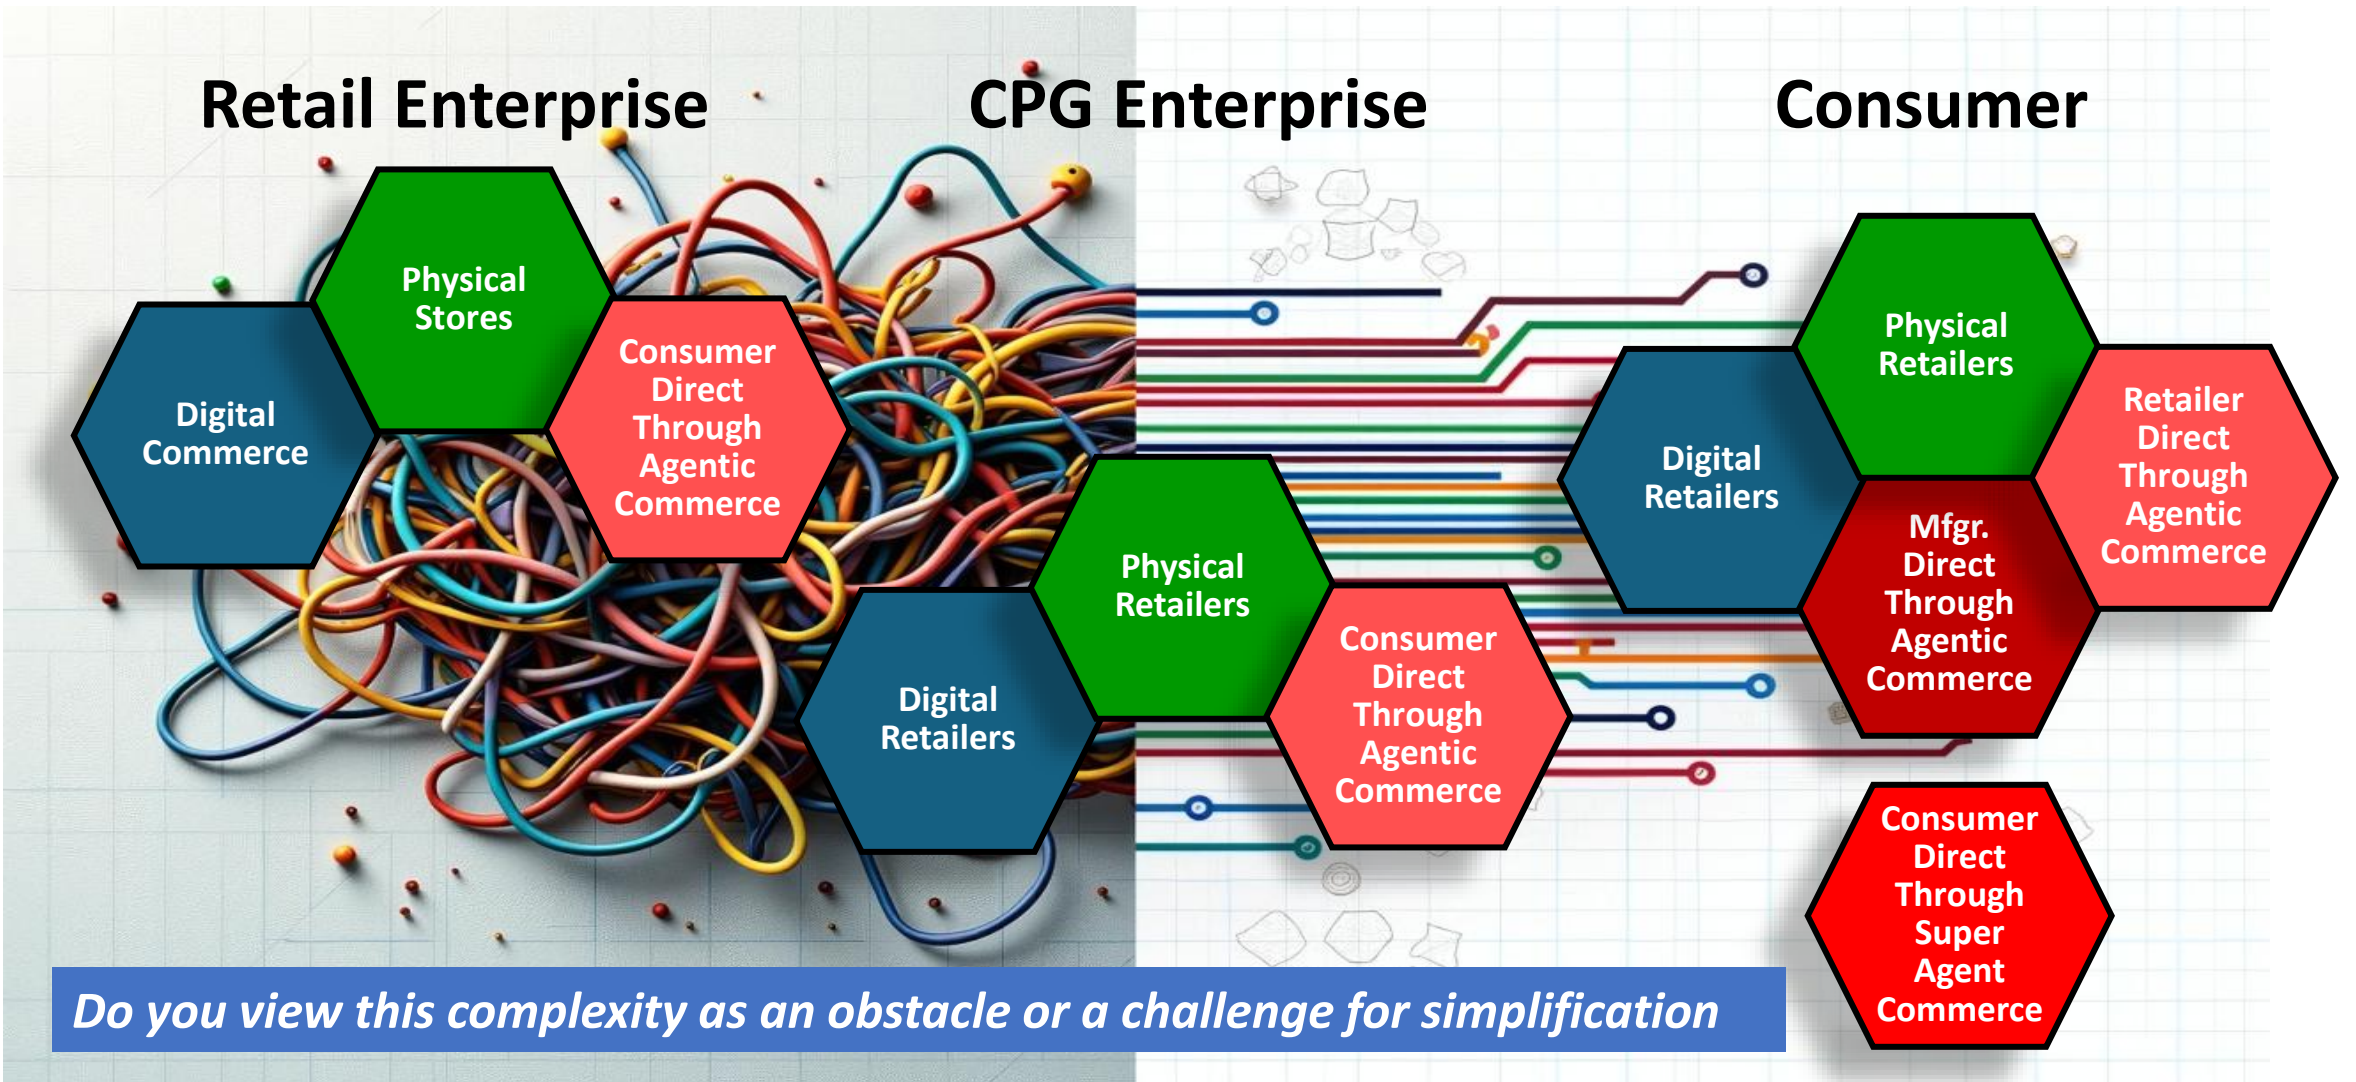 Retail Enterprise
CPG Enterprise
Consumer
Physical
Stores
Digital
Commerce
Consumer
Direct
Through
Agentic
Commerce
Physical
Retailers
Digital
Retailers
Consumer
Direct
Through
Agentic
Commerce
Physical
Retailers
Digital
Retailers
Retailer
Direct
Through
Agentic
Commerce
Mfgr.
Direct
Through
Agentic
Commerce
Consumer
Direct
Through
Super
Agent
Commerce
Do you view this complexity as an obstacle or a challenge for simplification